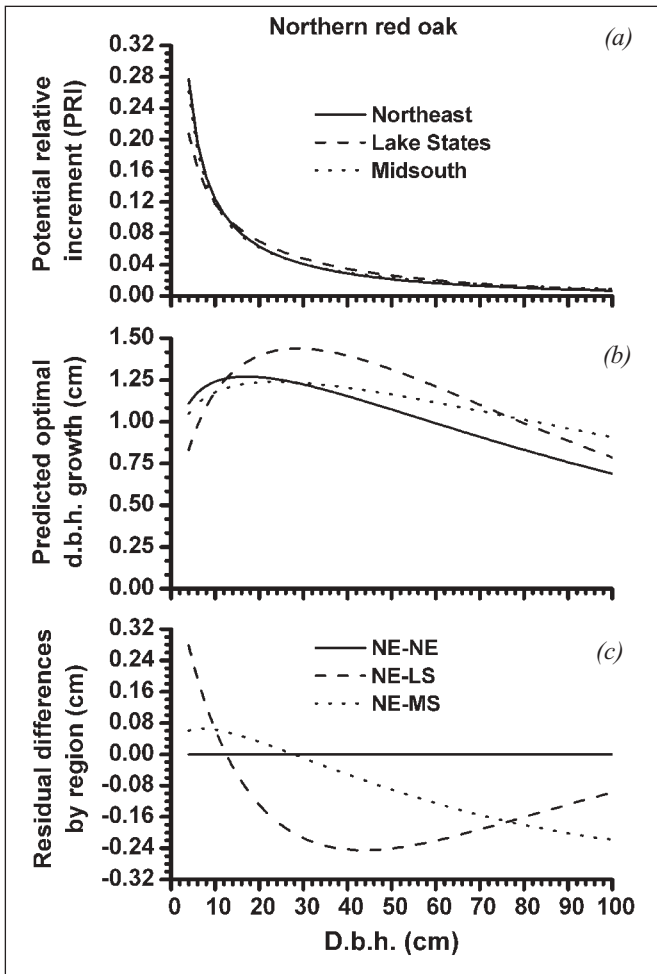 Northern red oak
(a)
Potential relative
increment (PRI)
0.32
0.28
0.24
0.20
0.16
0.12
0.08
0.04
0.00
Northeast
Lake States
Midsouth
(b)
Predicted optimal
d.b.h. growth (cm)
1.50
1.25
1.00
0.75
0.50
0.25
0.00
(c)
Residual differences
by region (cm)
0.32
0.24
0.16
0.08
0.00
-0.08
-0.16
-0.24
-0.32
NE-NE
NE-LS
NE-MS
0 10 20 30 40 50 60 70 80 90 100
D.b.h. (cm)